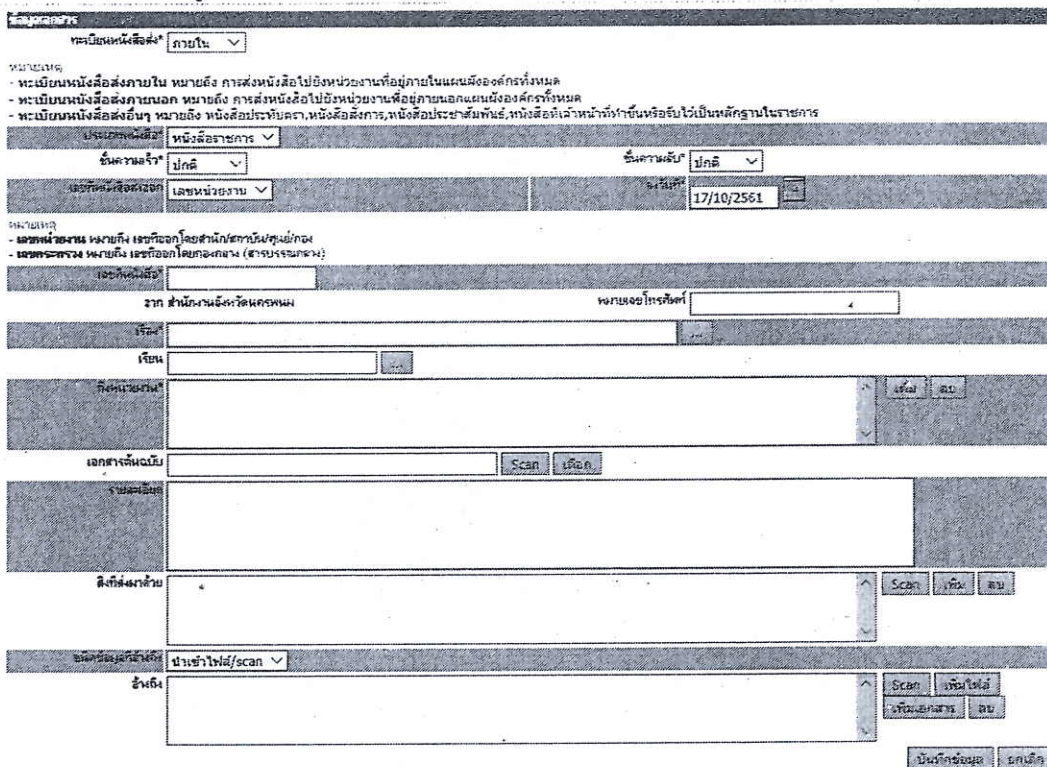 ข้อมูลเอกสาร
ทะเบียนหนังสือส่ง* ภายใน
หมายเหตุ
- ทะเบียนหนังสือส่งภายใน หมายถึง การส่งหนังสือไปยังหน่วยงานที่อยู่ภายในแผนผังองค์กรทั้งหมด
- ทะเบียนหนังสือส่งภายนอก หมายถึง การส่งหนังสือไปยังหน่วยงานที่อยู่ภายนอกแผนผังองค์กรทั้งหมด
- ทะเบียนหนังสือส่งอื่นๆ หมายถึง หนังสือประทับตรา,หนังสือสั่งการ,หนังสือประชาสัมพันธ์,หนังสือที่เจ้าหน้าที่ทำขึ้นหรือรับไว้เป็นหลักฐานในราชการ
ประเภทหนังสือ* หนังสือราชการ
ชั้นความเร็ว* ปกติ ชั้นความลับ* ปกติ
เลขที่หนังสือส่งออก เลขหน่วยงาน ลงวันที่* 17/10/2561
หมายเหตุ
- เลขหน่วยงาน หมายถึง เลขที่ออกโดยสำนัก/สถาบัน/ศูนย์/กอง
- เลขกระทรวง หมายถึง เลขที่ออกโดยกองกลาง (สารบรรณกลาง)
เลขที่หนังสือ*
จาก สำนักงานจังหวัดนครพนม หมายเลขโทรศัพท์
เรื่อง* ...
เรียน ...
ถึงหน่วยงาน* เพิ่ม ลบ
เอกสารต้นฉบับ Scan เลือก
รายละเอียด
สิ่งที่ส่งมาด้วย Scan เพิ่ม ลบ
ชนิดข้อมูลที่อ้างถึง นำเข้าไฟล์/scan
อ้างถึง Scan เพิ่มไฟล์
เพิ่มเอกสาร ลบ
บันทึกข้อมูล ยกเลิก